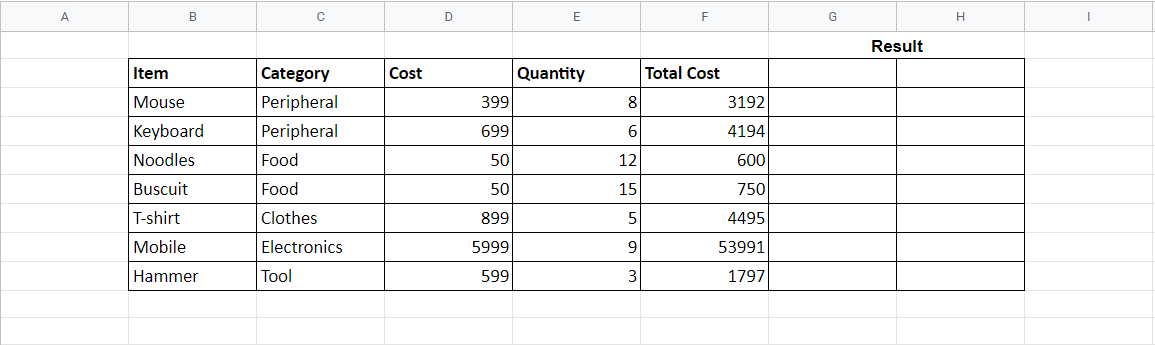 A B C D E F G H I
Result
Item Category Cost Quantity Total Cost
Mouse Peripheral 399 8 3192
Keyboard Peripheral 699 6 4194
Noodles Food 50 12 600
Buscuit Food 50 15 750
T-shirt Clothes 899 5 4495
Mobile Electronics 5999 9 53991
Hammer Tool 599 3 1797